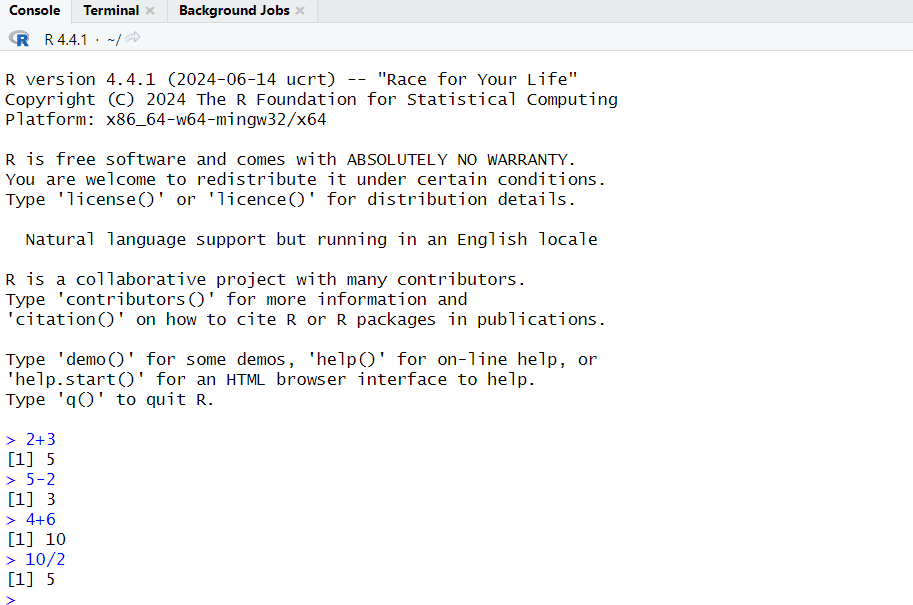 Console Terminal Background Jobs
R R 4.4.1 · ~/
R version 4.4.1 (2024-06-14 ucrt) -- "Race for Your Life"
Copyright (C) 2024 The R Foundation for Statistical Computing
Platform: x86_64-w64-mingw32/x64
R is free software and comes with ABSOLUTELY NO WARRANTY.
You are welcome to redistribute it under certain conditions.
Type 'license()' or 'licence()' for distribution details.
Natural language support but running in an English locale
R is a collaborative project with many contributors.
Type 'contributors()' for more information and
'citation()' on how to cite R or R packages in publications.
Type 'demo()' for some demos, 'help()' for on-line help, or
'help.start()' for an HTML browser interface to help.
Type 'q()' to quit R.
> 2+3
[1] 5
> 5-2
[1] 3
> 4+6
[1] 10
> 10/2
[1] 5
>